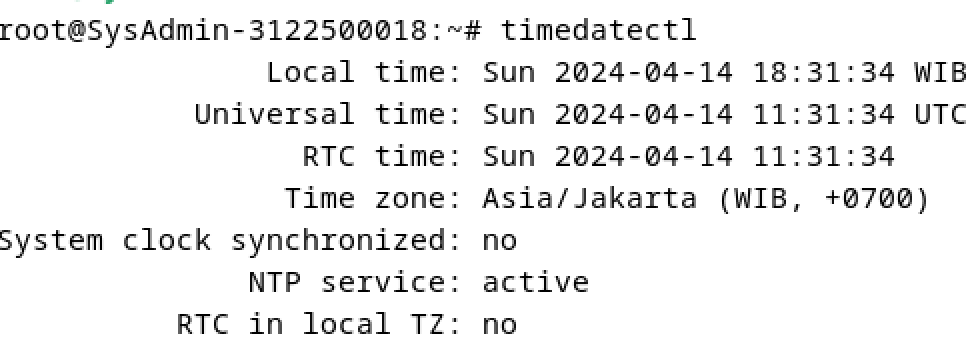 root@SysAdmin-3122500018:~# timedatectl
Local time: Sun 2024-04-14 18:31:34 WIB
Universal time: Sun 2024-04-14 11:31:34 UTC
RTC time: Sun 2024-04-14 11:31:34
Time zone: Asia/Jakarta (WIB, +0700)
System clock synchronized: no
NTP service: active
RTC in local TZ: no